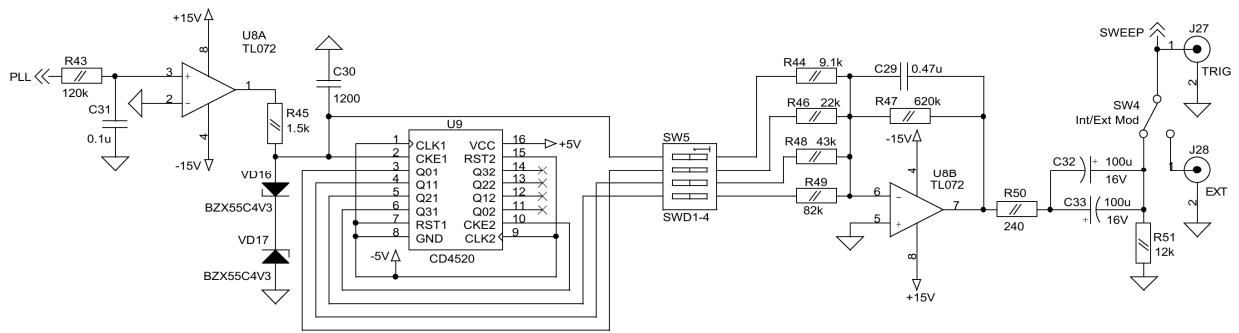 +15V
U8A
TL072
8
PLL
R43
120k
3
+
1
2
-
C31
0.1u
4
-15V
R45
1.5k
C30
1200
VD16
BZX55C4V3
VD17
BZX55C4V3
U9
1 CLK1 VCC 16 +5V
2 CKE1 RST2 15
3 Q01 Q32 14
4 Q11 Q22 13
5 Q21 Q12 12
6 Q31 Q02 11
7 RST1 CKE2 10
8 GND CLK2 9
-5V
CD4520
SW5
1
SWD1-4
R44 9.1k
R46 22k
R48 43k
R49
82k
C29 0.47u
R47 620k
-15V
4
U8B
TL072
6
-
7
5
+
8
+15V
R50
240
C32 + 100u
16V
C33 100u
+ 16V
R51
12k
SWEEP
J27
1
2
TRIG
SW4
Int/Ext Mod
J28
1
2
EXT